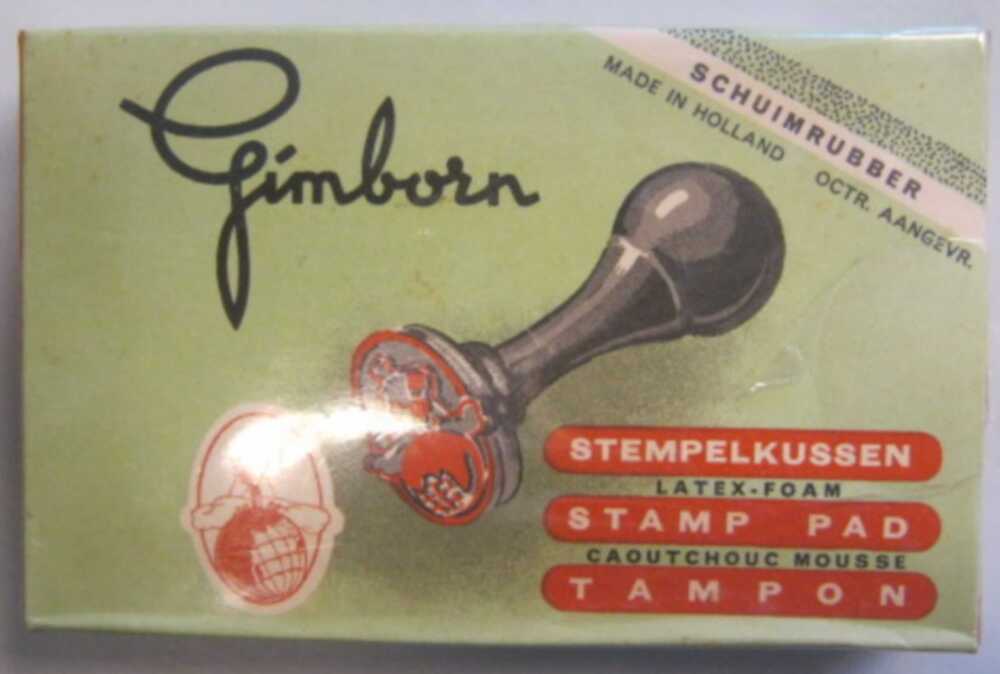 Gimborn
SCHUIMRUBBER
MADE IN HOLLAND OCTR. AANGEVR.
STEMPELKUSSEN
LATEX-FOAM
STAMP PAD
CAOUTCHOUC MOUSSE
TAMPON